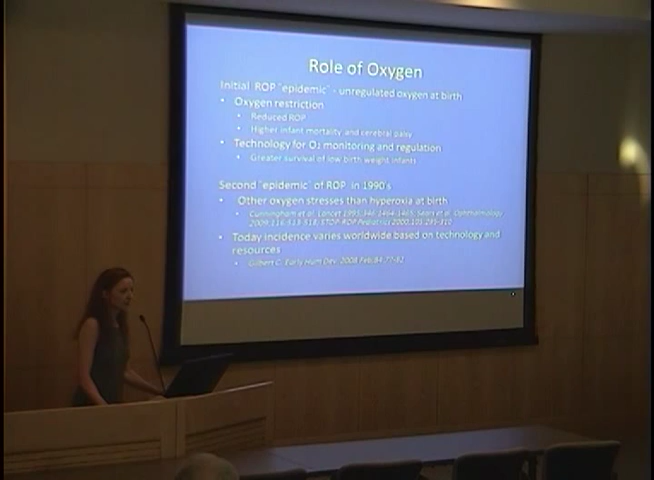 Role of Oxygen
Initial ROP "epidemic" - unregulated oxygen at birth
• Oxygen restriction
• Reduced ROP
• Higher infant mortality and cerebral palsy
• Technology for O₂ monitoring and regulation
• Greater survival of low birth weight infants
Second "epidemic" of ROP in 1990's
• Other oxygen stresses than hyperoxia at birth
• Cunningham et al. Lancet 1995;346:1464-1465; Sears et al. Ophthalmology
2009;116:513-518; STOP-ROP Pediatrics 2000;105:295-310
• Today incidence varies worldwide based on technology and
resources
• Gilbert C. Early Hum Dev. 2008 Feb;84:77-82